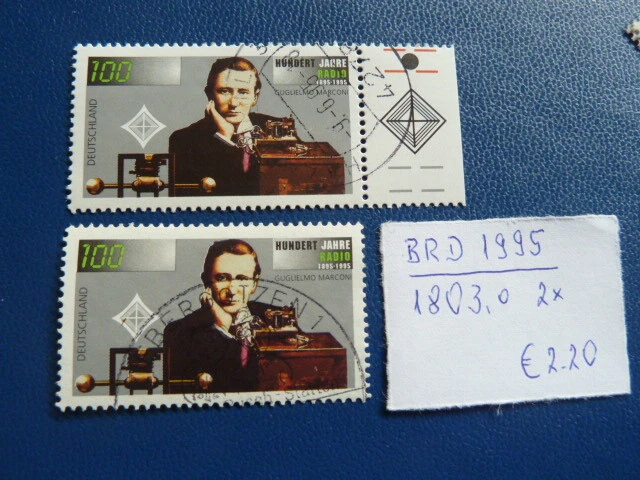 100
HUNDERT JAHRE
RADIO
1895-1995
GUGLIELMO MARCONI
DEUTSCHLAND
100
HUNDERT JAHRE
RADIO
1895-1995
GUGLIELMO MARCONI
DEUTSCHLAND
BRD 1995
1803,0 2x
€2.20